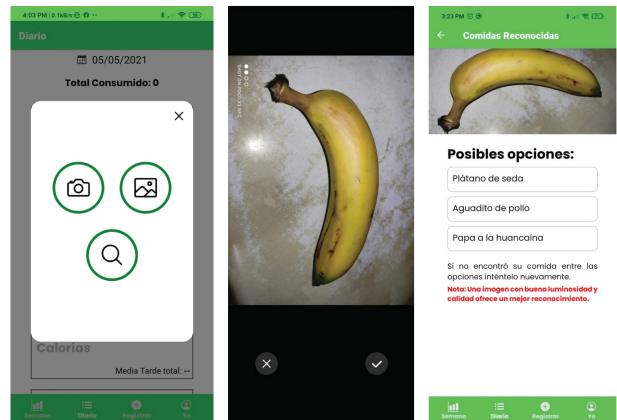 4:03 PM | 0.1kB/s
Diario
05/05/2021
Total Consumido: 0
Calorías
Media Tarde total: --
Semana
Diario
Registrar
Yo
3:23 PM
Comidas Reconocidas
Posibles opciones:
Plátano de seda
Aguadito de pollo
Papa a la huancaína
Si no encontró su comida entre las
opciones inténtelo nuevamente.
Nota: Una imagen con buena luminosidad y
calidad ofrece un mejor reconocimiento.
Semana
Diario
Registrar
Yo